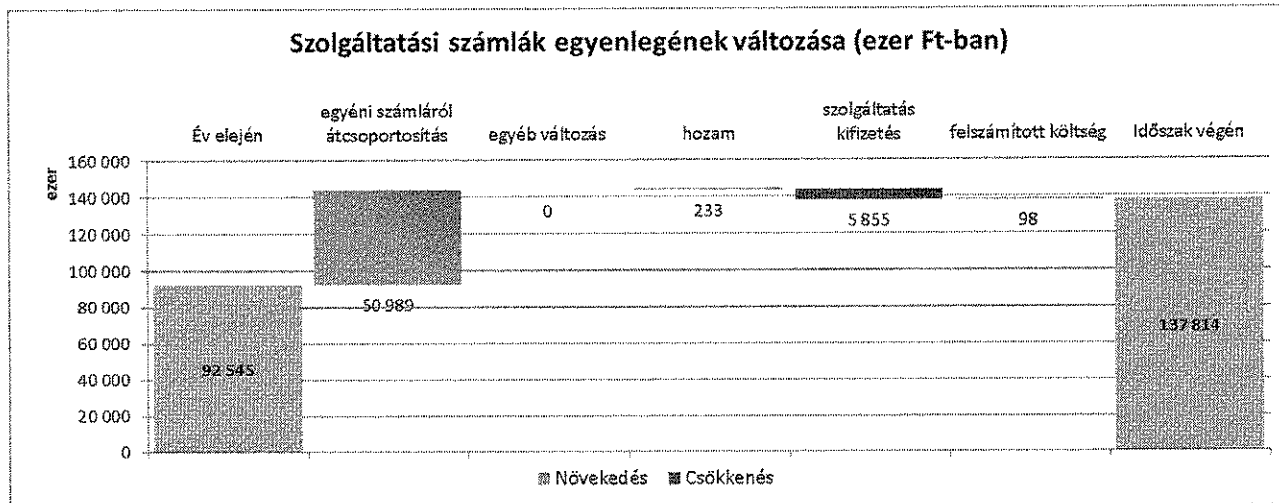 Szolgáltatási számlák egyenlegének változása (ezer Ft-ban)
Év elején
egyéni számláról
átcsoportosítás
egyéb változás
hozam
szolgáltatás
kifizetés
felszámított költség
Időszak végén
ezer
160 000
140 000
120 000
100 000
80 000
60 000
40 000
20 000
0
92 545
50 989
0
233
5 855
98
137 814
Növekedés
Csökkenés